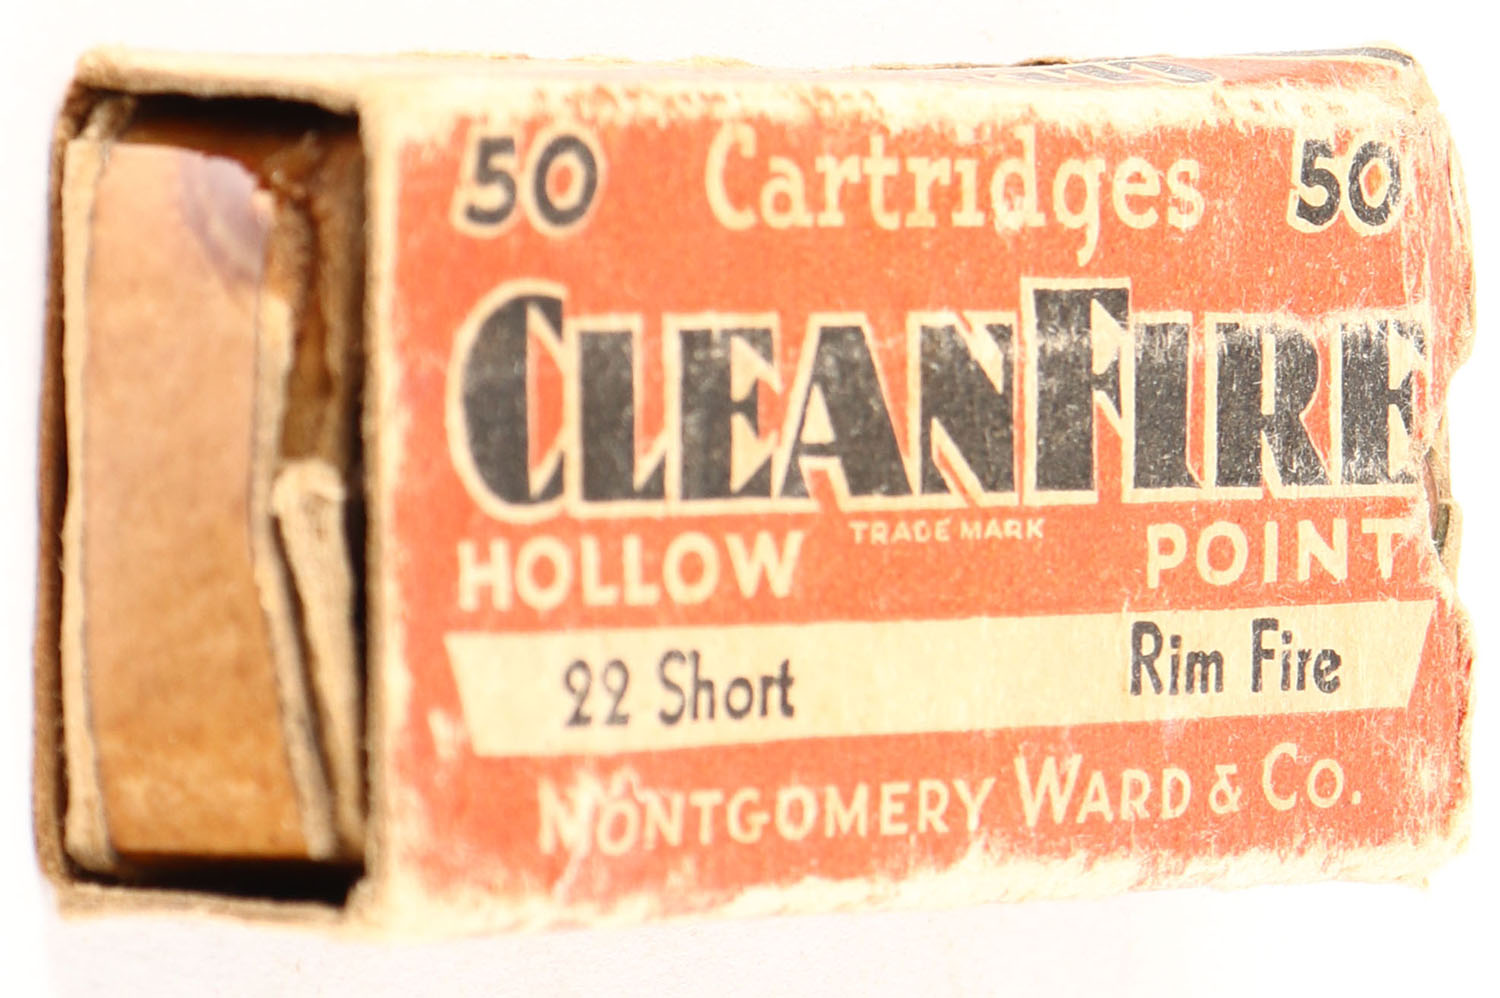 50 Cartridges 50
CLEANFIRE
TRADE MARK
HOLLOW POINT
22 Short Rim Fire
MONTGOMERY WARD & CO.